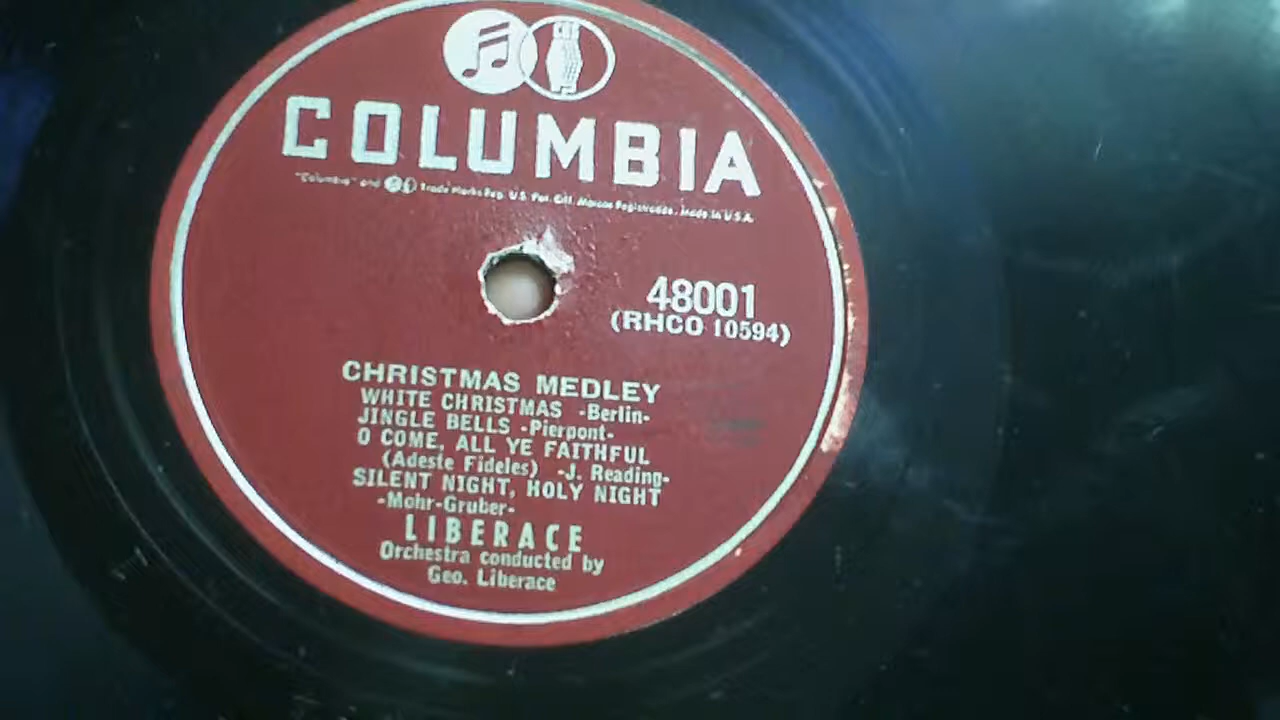 COLUMBIA
"Columbia" and Trade Marks Reg. U.S. Pat. Off. Marcas Registradas. Made in U.S.A.
48001
(RHCO 10594)
CHRISTMAS MEDLEY
WHITE CHRISTMAS -Berlin-
JINGLE BELLS -Pierpont-
O COME, ALL YE FAITHFUL
(Adeste Fideles) -J. Reading-
SILENT NIGHT, HOLY NIGHT
-Mohr-Gruber-
LIBERACE
Orchestra conducted by
Geo. Liberace